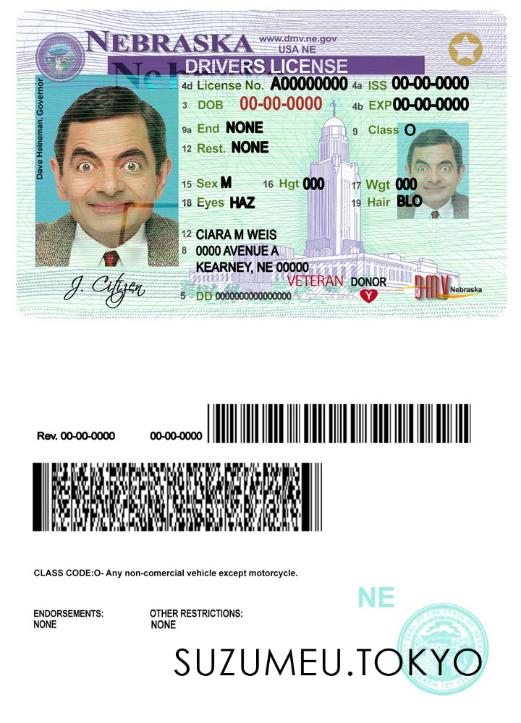 NEBRASKA www.dmv.ne.gov
USA NE
Ne
DRIVERS LICENSE
Dave Heineman, Governor
4d License No. A00000000 4a ISS 00-00-0000
3 DOB 00-00-0000 4b EXP 00-00-0000
9a End NONE 9 Class O
12 Rest. NONE
15 Sex M 16 Hgt 000 17 Wgt 000
18 Eyes HAZ 19 Hair BLO
12 CIARA M WEIS
8 0000 AVENUE A
KEARNEY, NE 00000
J. Citizen
VETERAN DONOR
5 DD 0000000000000000 Y DMV Nebraska
Rev. 00-00-0000 00-00-0000
CLASS CODE:O- Any non-comercial vehicle except motorcycle.
NE
ENDORSEMENTS: OTHER RESTRICTIONS:
NONE NONE
SUZUMEU.TOKYO